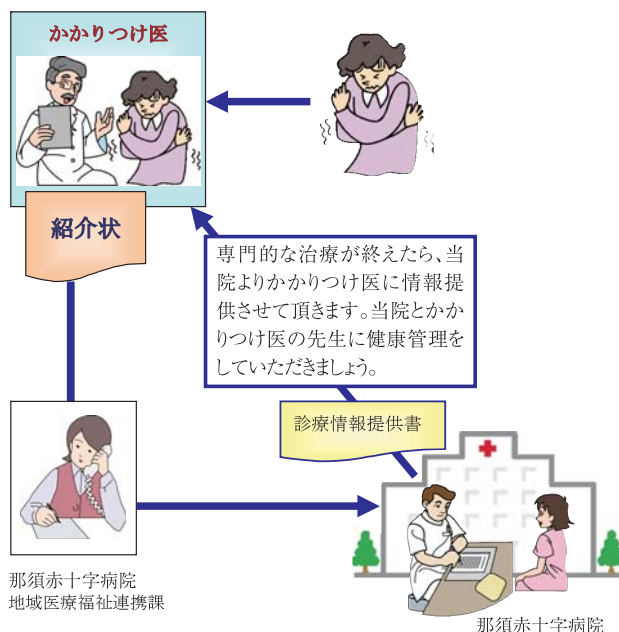 かかりつけ医
紹介状
専門的な治療が終えたら、当
院よりかかりつけ医に情報提
供させて頂きます。当院とかか
りつけ医の先生に健康管理を
していただきましょう。
診療情報提供書
那須赤十字病院
地域医療福祉連携課
那須赤十字病院